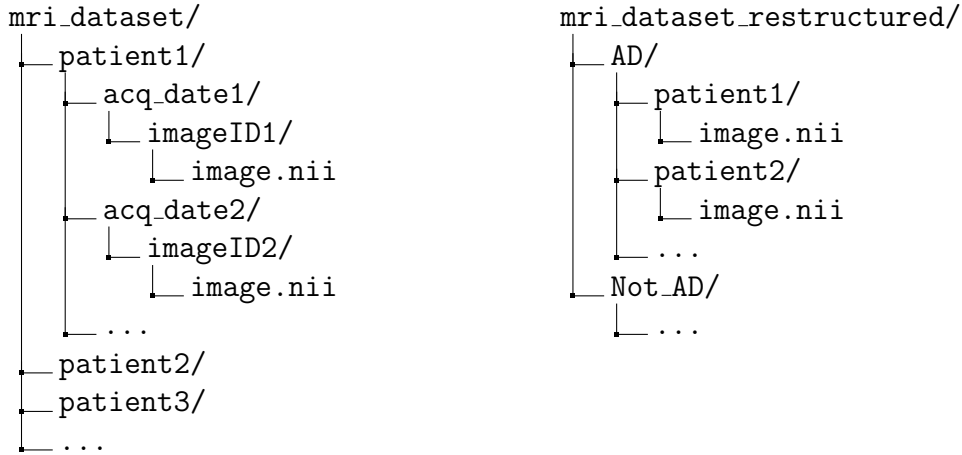 mri_dataset/
patient1/
acq_date1/
imageID1/
image.nii
acq_date2/
imageID2/
image.nii
...
patient2/
patient3/
...
mri_dataset_restructured/
AD/
patient1/
image.nii
patient2/
image.nii
...
Not_AD/
...